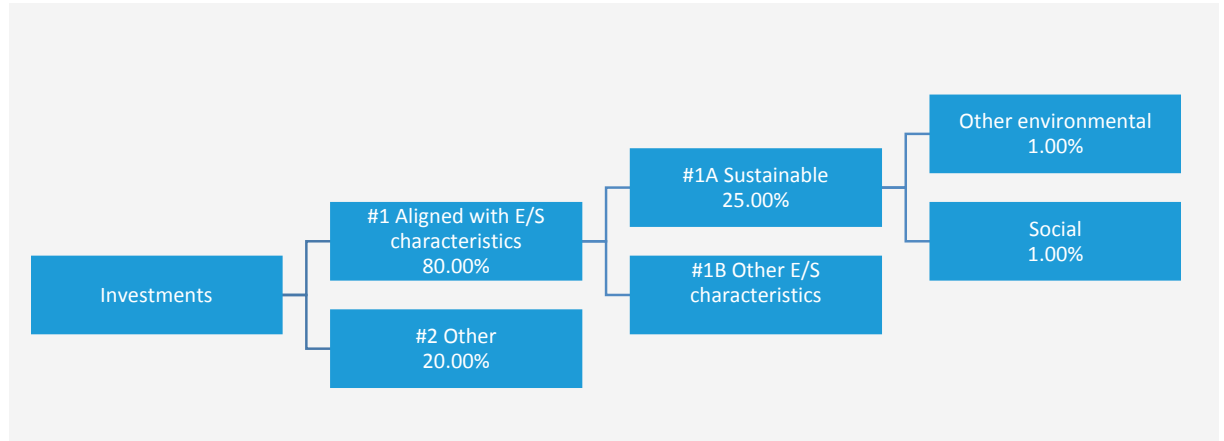 Investments
#1 Aligned with E/S
characteristics
80.00%
#2 Other
20.00%
#1A Sustainable
25.00%
#1B Other E/S
characteristics
Other environmental
1.00%
Social
1.00%